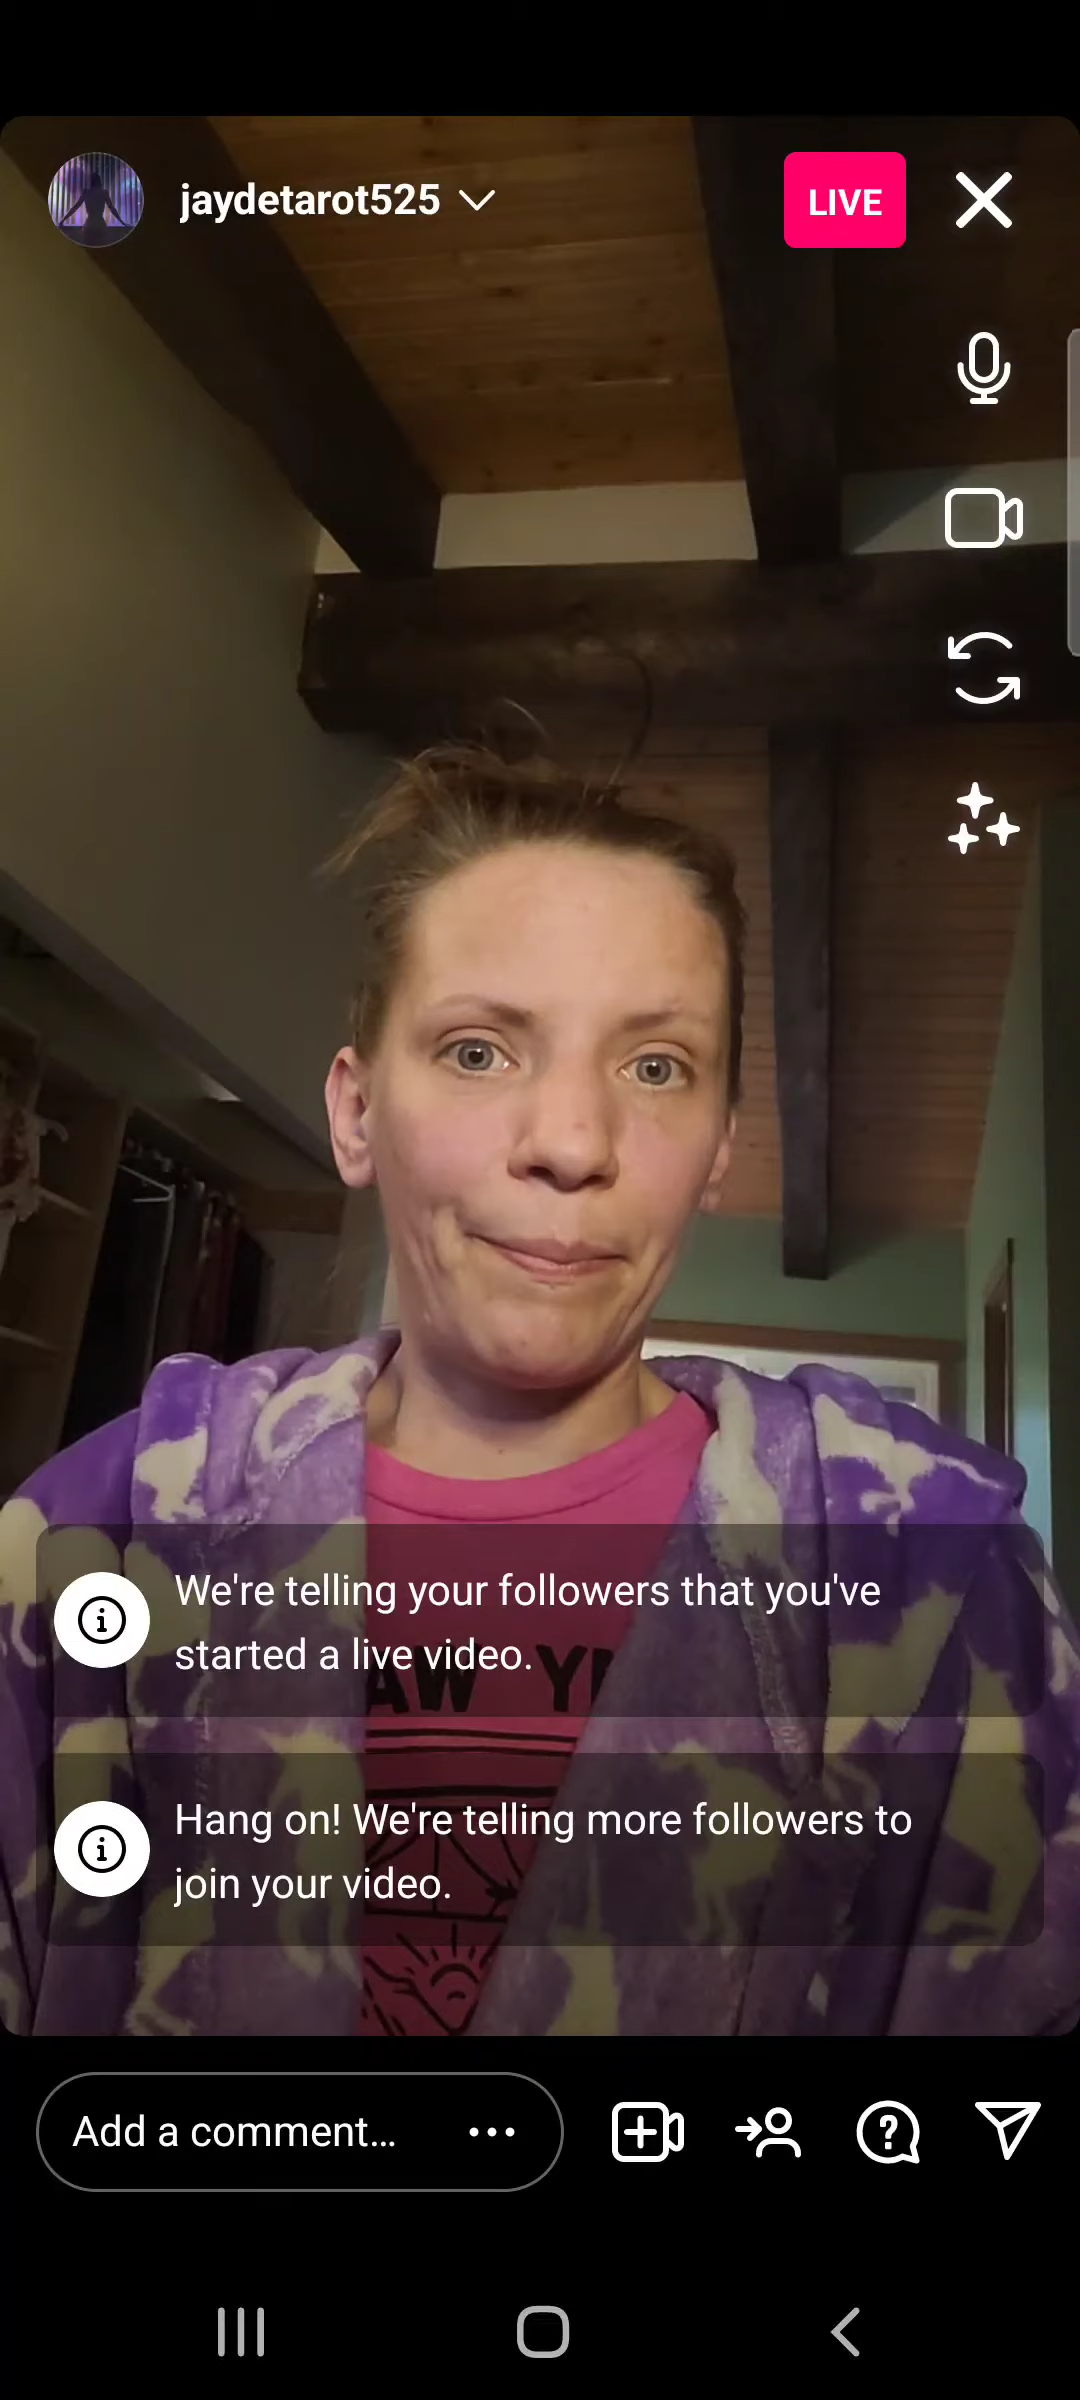 jaydetarot525
LIVE
We're telling your followers that you've
started a live video.
AW
Hang on! We're telling more followers to
join your video.
Add a comment...